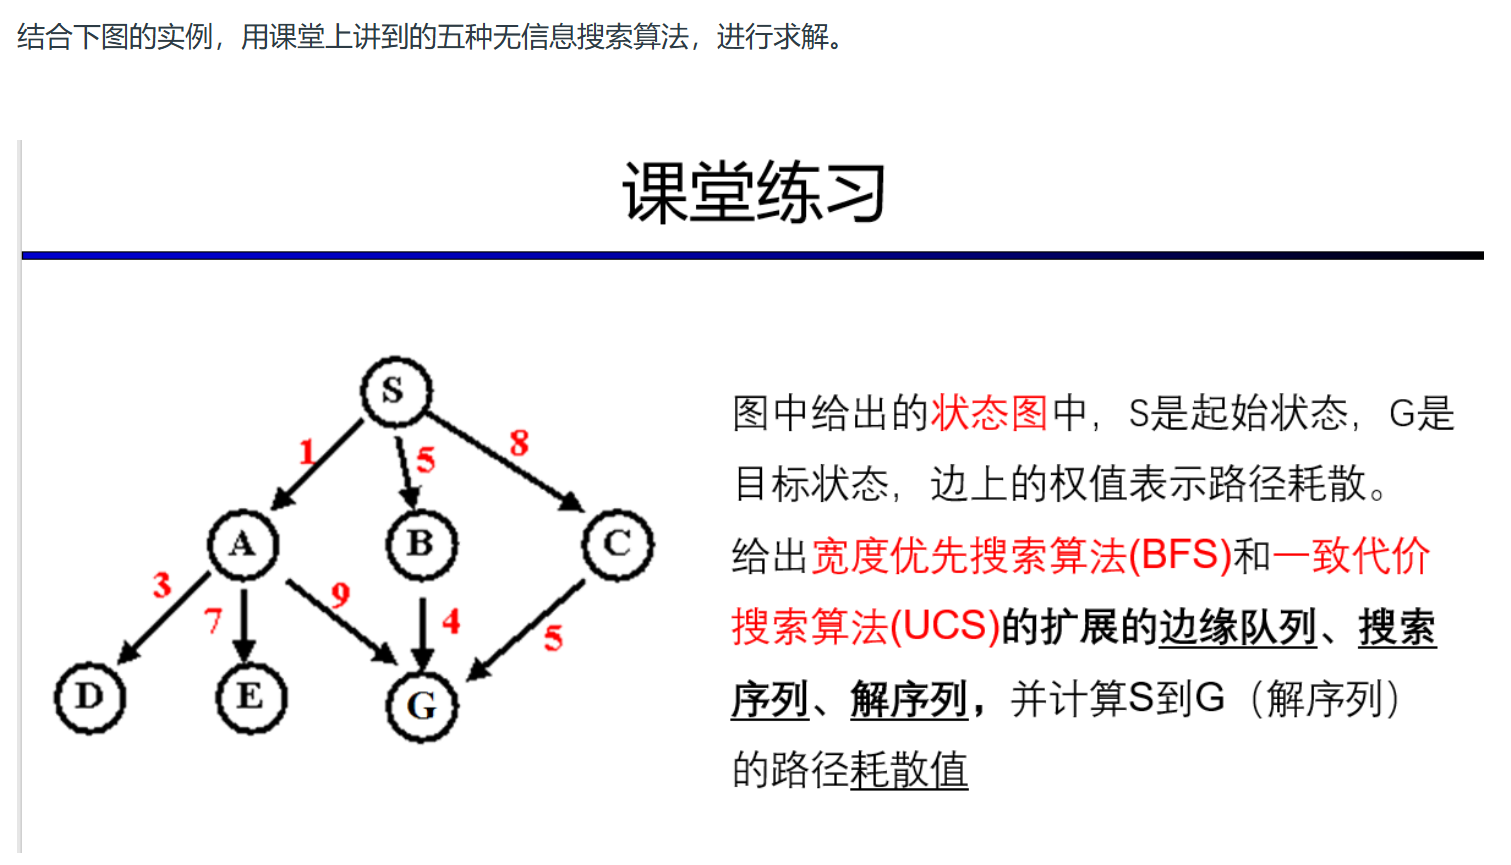 结合下图的实例，用课堂上讲到的五种无信息搜索算法，进行求解。
课堂练习
S
1
5
8
A
B
C
3
7
9
4
5
D
E
G
图中给出的状态图中，S是起始状态，G是
目标状态，边上的权值表示路径耗散。
给出宽度优先搜索算法(BFS)和一致代价
搜索算法(UCS)的扩展的边缘队列、搜索
序列、解序列，并计算S到G（解序列）
的路径耗散值